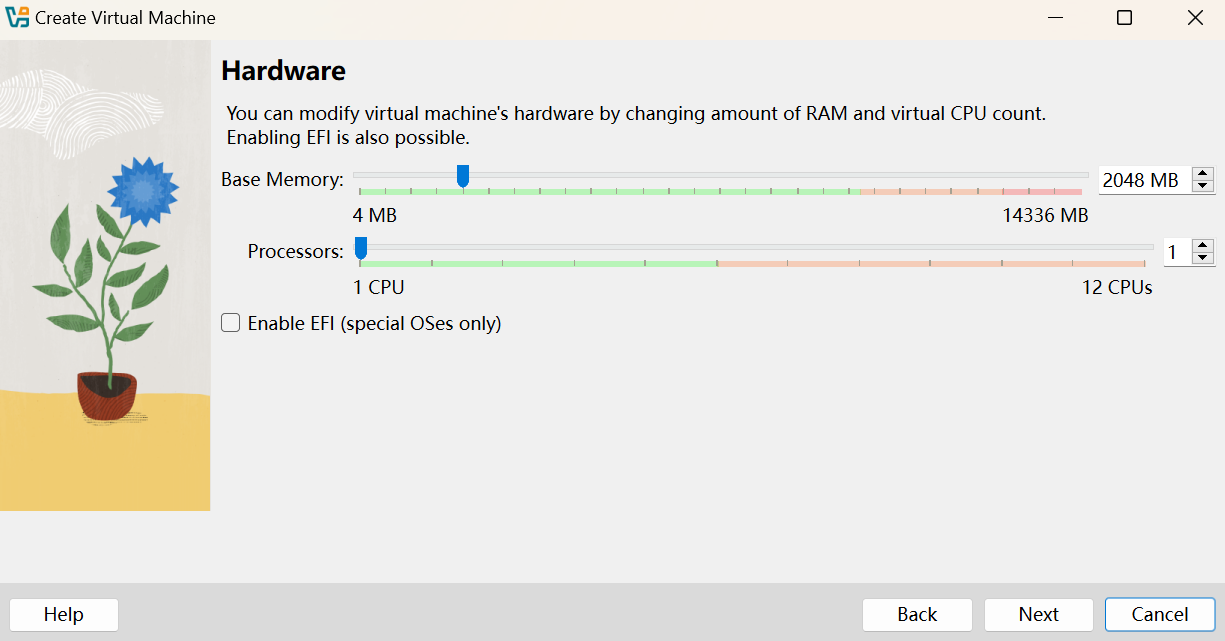 Create Virtual Machine
Hardware
You can modify virtual machine's hardware by changing amount of RAM and virtual CPU count.
Enabling EFI is also possible.
Base Memory:
2048 MB
4 MB
14336 MB
Processors:
1
1 CPU
12 CPUs
Enable EFI (special OSes only)
Help
Back
Next
Cancel